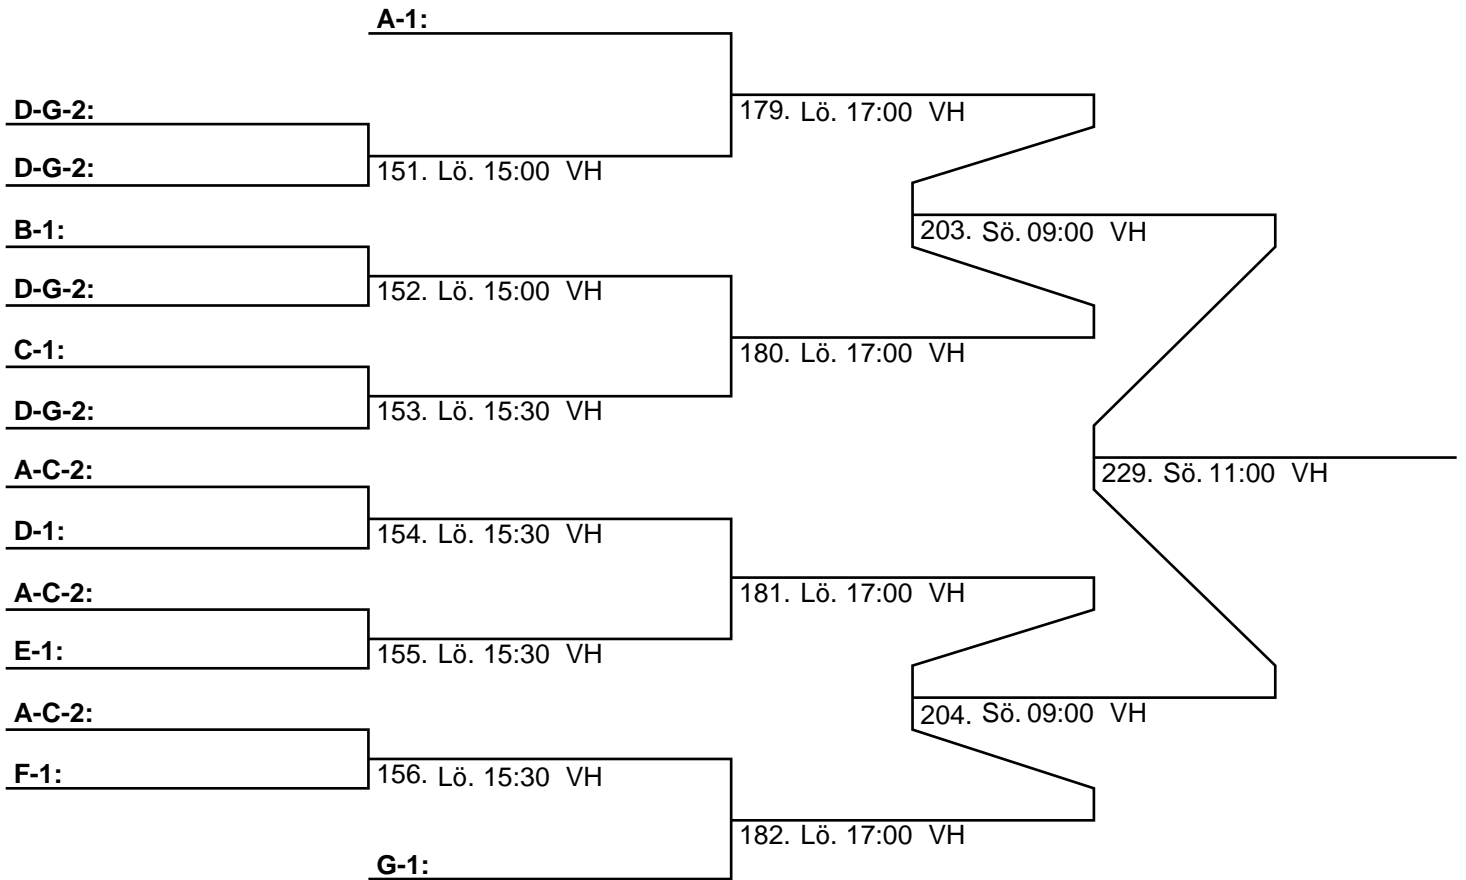 A-1:
D-G-2:
179. Lö. 17:00 VH
D-G-2:
151. Lö. 15:00 VH
B-1:
203. Sö. 09:00 VH
D-G-2:
152. Lö. 15:00 VH
C-1:
180. Lö. 17:00 VH
D-G-2:
153. Lö. 15:30 VH
A-C-2:
229. Sö. 11:00 VH
D-1:
154. Lö. 15:30 VH
A-C-2:
181. Lö. 17:00 VH
E-1:
155. Lö. 15:30 VH
A-C-2:
204. Sö. 09:00 VH
F-1:
156. Lö. 15:30 VH
182. Lö. 17:00 VH
G-1: